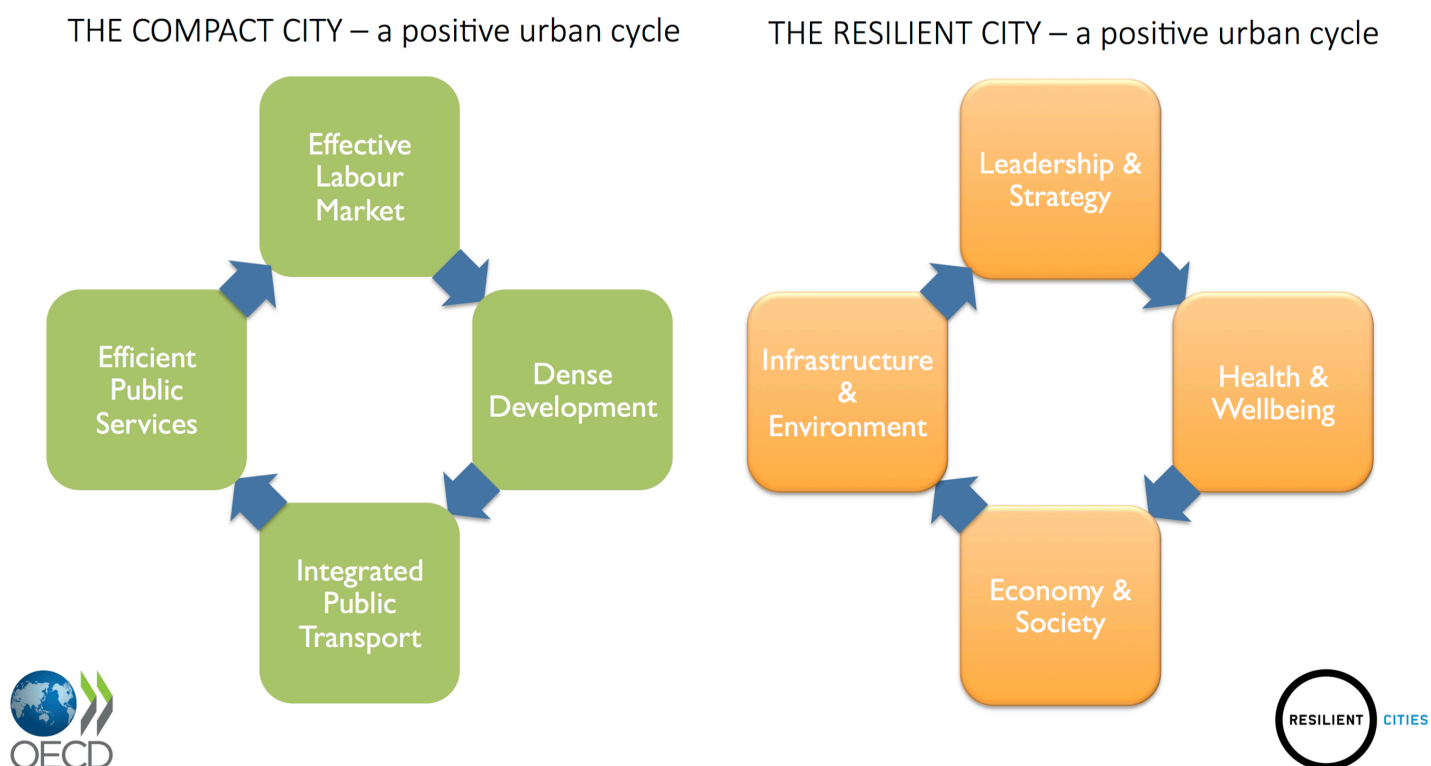 THE COMPACT CITY – a positive urban cycle
Effective
Labour
Market
Dense
Development
Integrated
Public
Transport
Efficient
Public
Services
OECD
THE RESILIENT CITY – a positive urban cycle
Leadership &
Strategy
Health &
Wellbeing
Economy &
Society
Infrastructure
&
Environment
RESILIENT CITIES